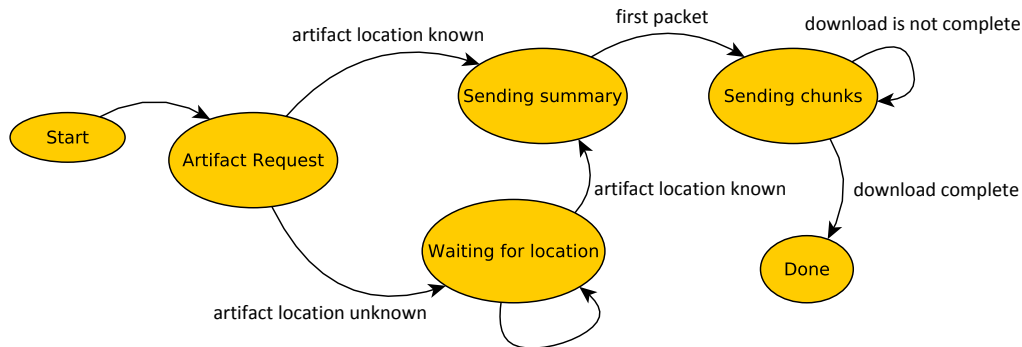 first packet
download is not complete
artifact location known
Sending summary
Sending chunks
Start
Artifact Request
artifact location known
download complete
Waiting for location
Done
artifact location unknown